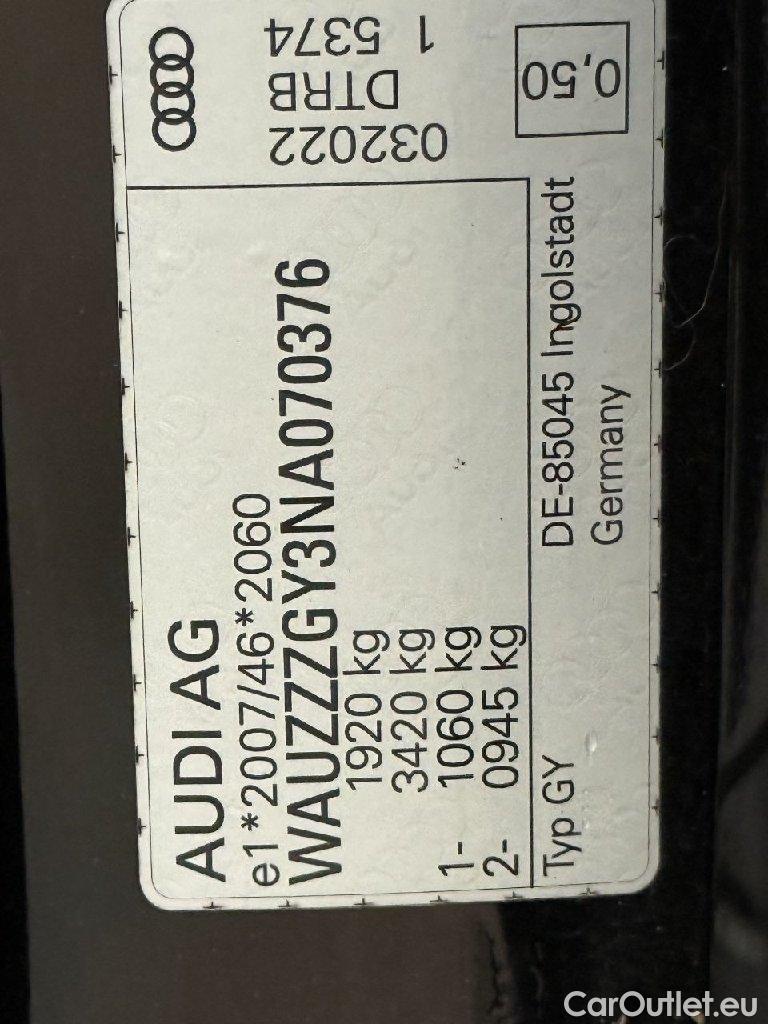 AUDI AG
e1*2007/46*2060
WAUZZZGY3NA070376
1920 kg
3420 kg
1- 1060 kg
2- 0945 kg
Typ GY
DE-85045 Ingolstadt
Germany
032022
DTRB
1 5374
0,50
CarOutlet.eu